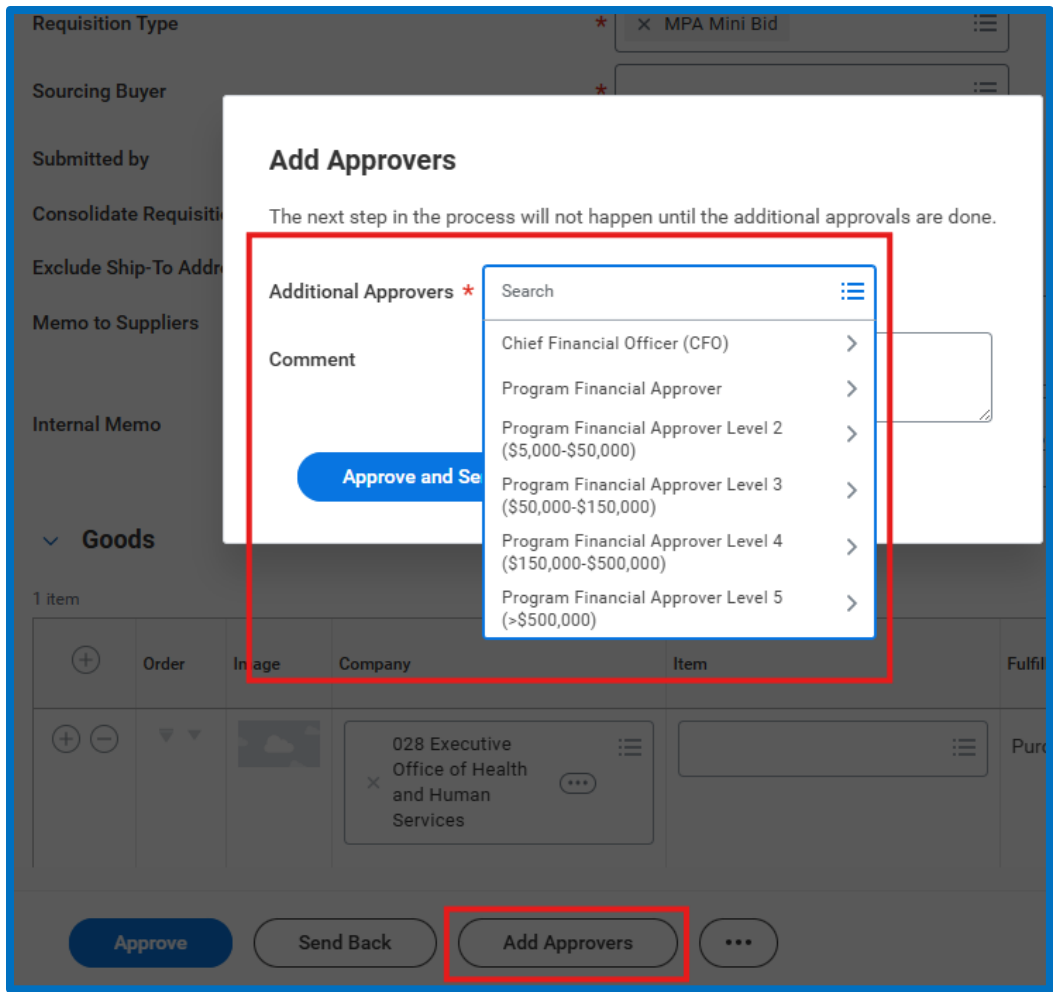 Requisition Type * × MPA Mini Bid
Sourcing Buyer *
Submitted by
Consolidate Requisiti
Exclude Ship-To Addr
Memo to Suppliers
Internal Memo
Add Approvers
The next step in the process will not happen until the additional approvals are done.
Additional Approvers *
Search
Chief Financial Officer (CFO)
Program Financial Approver
Program Financial Approver Level 2
($5,000-$50,000)
Program Financial Approver Level 3
($50,000-$150,000)
Program Financial Approver Level 4
($150,000-$500,000)
Program Financial Approver Level 5
(>$500,000)
Comment
Approve and Se
Goods
1 item
Order Image Company Item Fulfil
028 Executive
Office of Health
and Human
Services
Purc
Approve Send Back Add Approvers